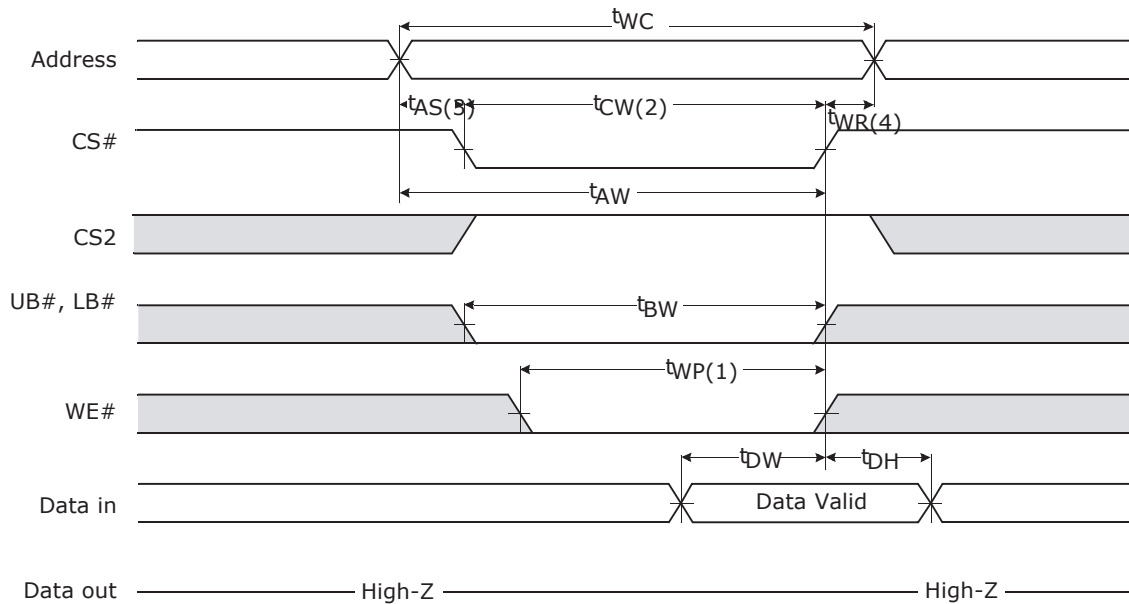 tWC
Address
tAS(3) tCW(2) tWR(4)
CS#
tAW
CS2
UB#, LB# tBW
tWP(1)
WE#
tDW tDH
Data in Data Valid
Data out High-Z High-Z